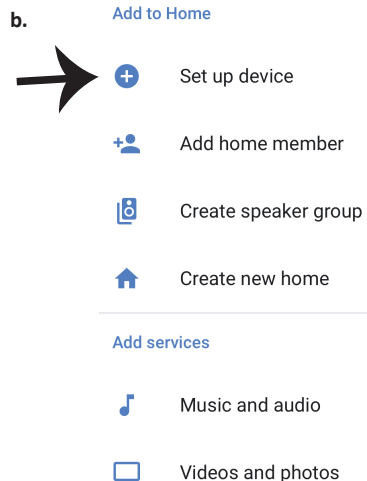 b.
Add to Home
Set up device
Add home member
Create speaker group
Create new home
Add services
Music and audio
Videos and photos